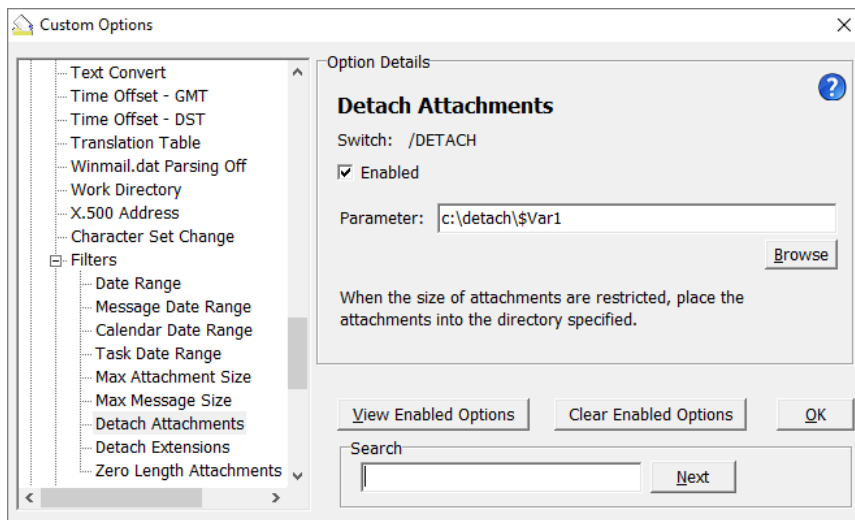 Custom Options
Text Convert
Time Offset - GMT
Time Offset - DST
Translation Table
Winmail.dat Parsing Off
Work Directory
X.500 Address
Character Set Change
Filters
Date Range
Message Date Range
Calendar Date Range
Task Date Range
Max Attachment Size
Max Message Size
Detach Attachments
Detach Extensions
Zero Length Attachments
Option Details
Detach Attachments
Switch: /DETACH
Enabled
Parameter: c:\detach\$Var1
Browse
When the size of attachments are restricted, place the
attachments into the directory specified.
View Enabled Options
Clear Enabled Options
OK
Search
Next